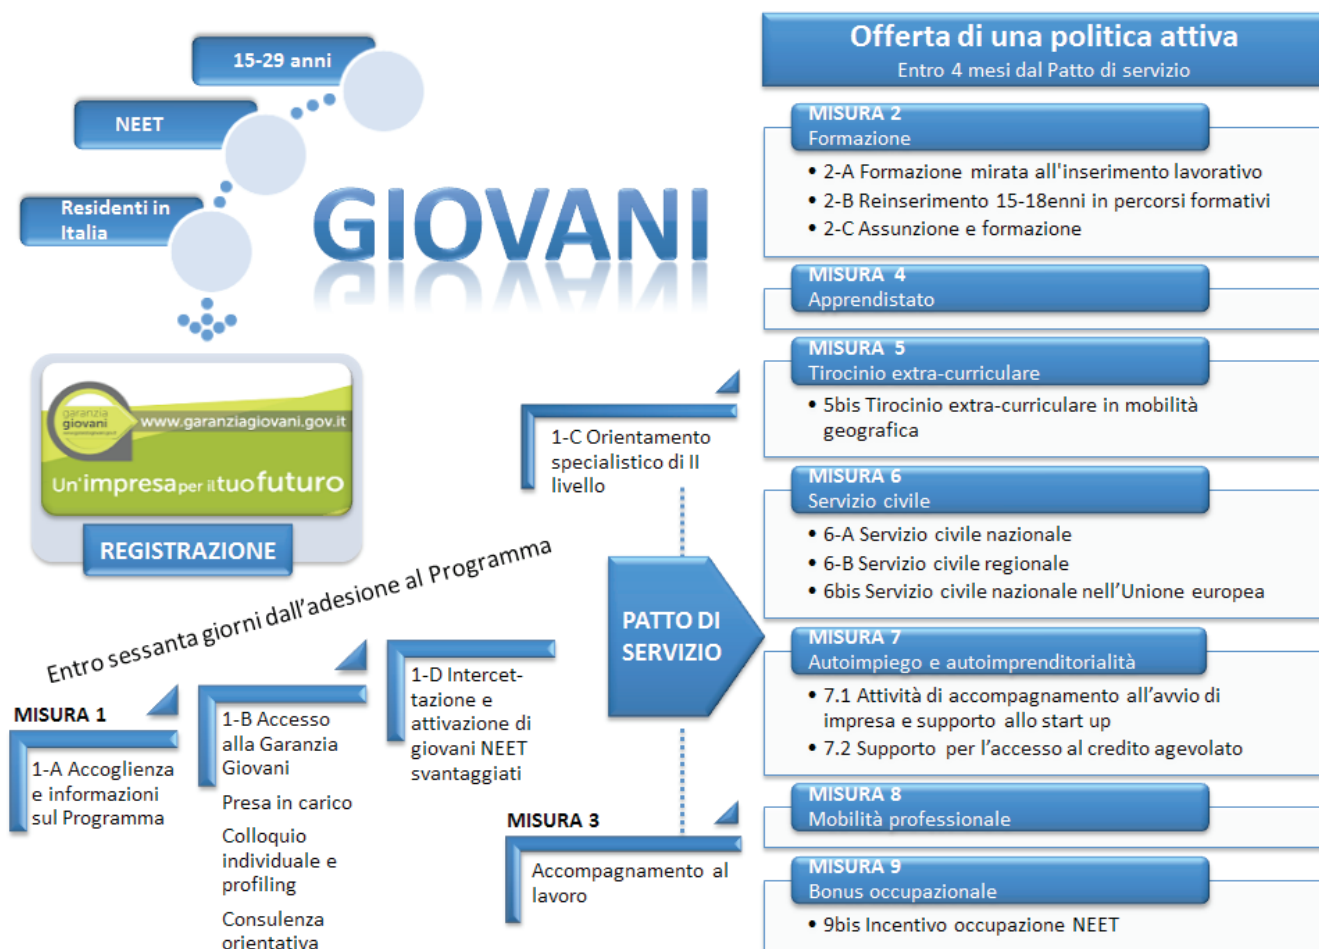 15-29 anni
NEET
Residenti in
Italia
GIOVANI
garanzia
giovani
www.garanziagiovani.gov.it
Un'impresa per il tuo futuro
REGISTRAZIONE
Entro sessanta giorni dall'adesione al Programma
MISURA 1
1-A Accoglienza
e informazioni
sul Programma
1-B Accesso
alla Garanzia
Giovani
Presa in carico
Colloquio
individuale e
profiling
Consulenza
orientativa
1-D Intercet-
tazione e
attivazione di
giovani NEET
svantaggiati
1-C Orientamento
specialistico di II
livello
PATTO DI
SERVIZIO
MISURA 3
Accompagnamento al
lavoro
Offerta di una politica attiva
Entro 4 mesi dal Patto di servizio
MISURA 2
Formazione
• 2-A Formazione mirata all'inserimento lavorativo
• 2-B Reinserimento 15-18enni in percorsi formativi
• 2-C Assunzione e formazione
MISURA 4
Apprendistato
MISURA 5
Tirocinio extra-curriculare
• 5bis Tirocinio extra-curriculare in mobilità
geografica
MISURA 6
Servizio civile
• 6-A Servizio civile nazionale
• 6-B Servizio civile regionale
• 6bis Servizio civile nazionale nell'Unione europea
MISURA 7
Autoimpiego e autoimprenditorialità
• 7.1 Attività di accompagnamento all'avvio di
impresa e supporto allo start up
• 7.2 Supporto per l'accesso al credito agevolato
MISURA 8
Mobilità professionale
MISURA 9
Bonus occupazionale
• 9bis Incentivo occupazione NEET